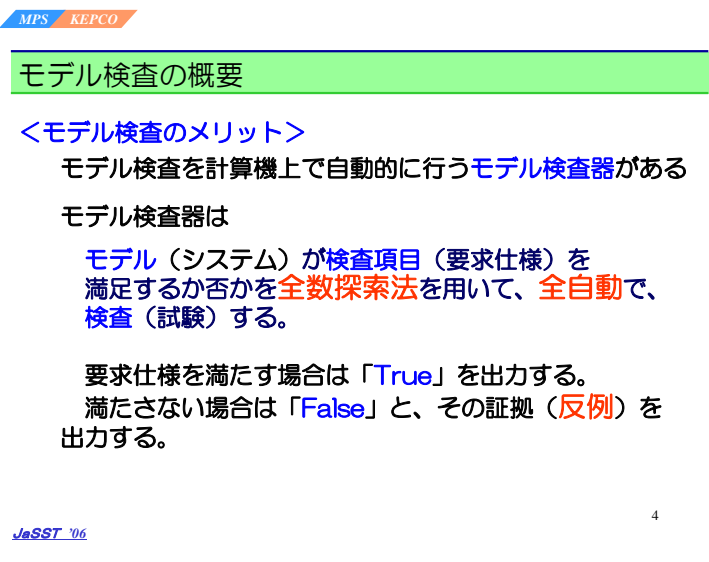 MPS KEPCO
モデル検査の概要
＜モデル検査のメリット＞
モデル検査を計算機上で自動的に行うモデル検査器がある
モデル検査器は
モデル（システム）が検査項目（要求仕様）を
満足するか否かを全数探索法を用いて、全自動で、
検査（試験）する。
要求仕様を満たす場合は「True」を出力する。
満たさない場合は「False」と、その証拠（反例）を
出力する。
4
JaSST '06